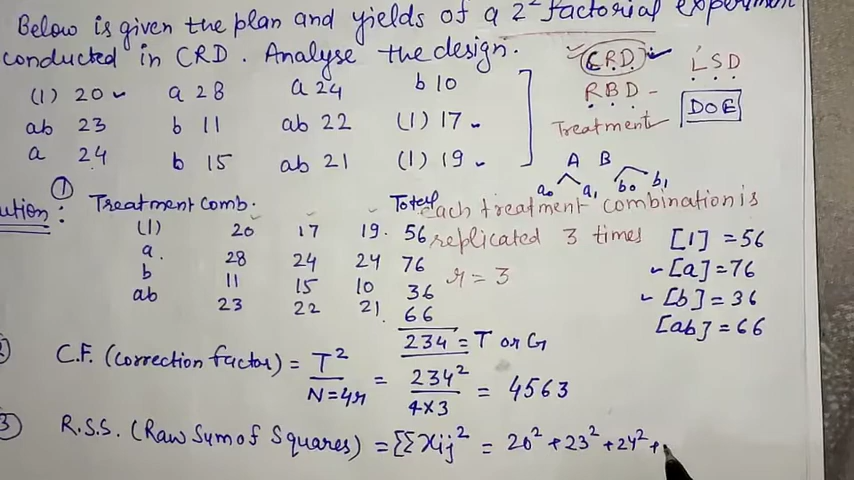 Below is given the plan and yields of a 2² factorial experiment
conducted in CRD. Analyse the design.
(1) 20 a 28 a 24 b 10
ab 23 b 11 ab 22 (1) 17
a 24 b 15 ab 21 (1) 19
CRD LSD
RBD DOE
Treatment
A B
a₀ a₁ b₀ b₁
①
ution: Treatment Comb. Total
(1) 20 17 19 56
a 28 24 24 76
b 11 15 10 36
ab 23 22 21 66
234 = T or G
each treatment combination is
replicated 3 times
r = 3
[1] = 56
[a] = 76
[b] = 36
[ab] = 66
C.F. (Correction factor) = T²/N=4r = 234²/4×3 = 4563
3 R.S.S. (Raw Sum of Squares) = ΣΣXij² = 20² + 23² + 24² +